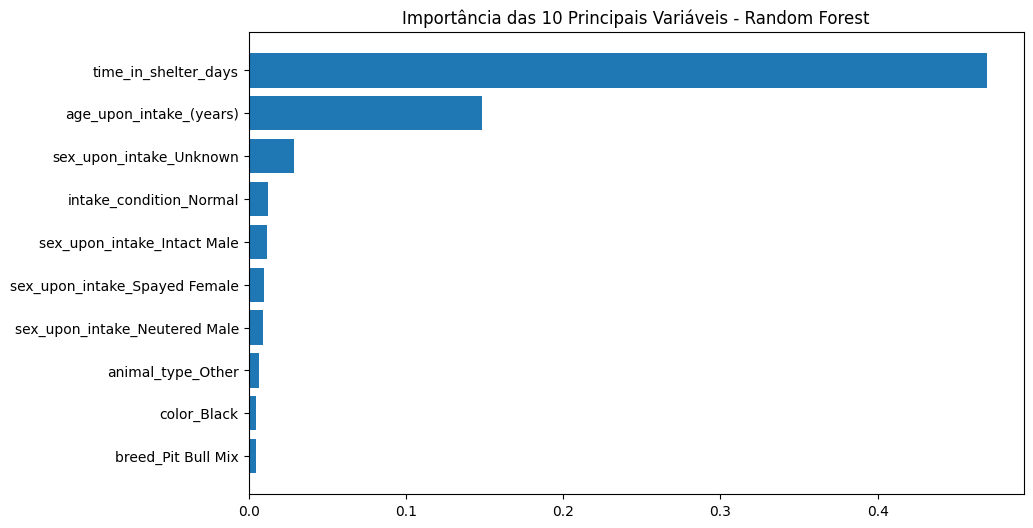 Importância das 10 Principais Variáveis - Random Forest
time_in_shelter_days
age_upon_intake_(years)
sex_upon_intake_Unknown
intake_condition_Normal
sex_upon_intake_Intact Male
sex_upon_intake_Spayed Female
sex_upon_intake_Neutered Male
animal_type_Other
color_Black
breed_Pit Bull Mix
0.0 0.1 0.2 0.3 0.4